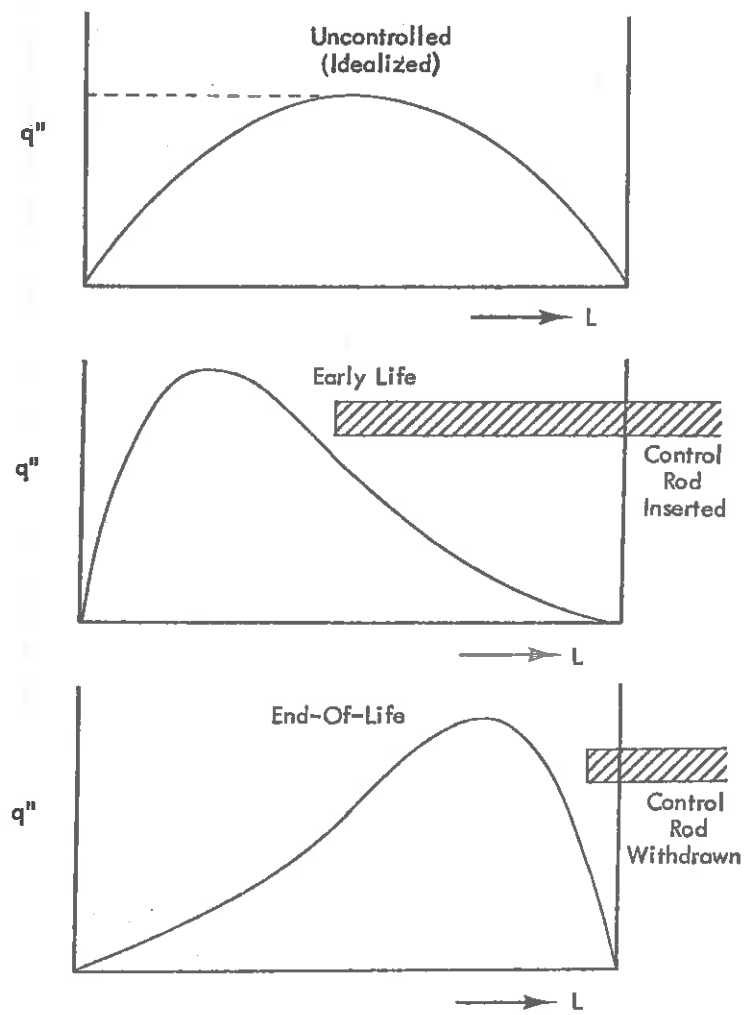 Uncontrolled
(Idealized)
q"
L
Early Life
q"
Control
Rod
Inserted
L
End-Of-Life
q"
Control
Rod
Withdrawn
L